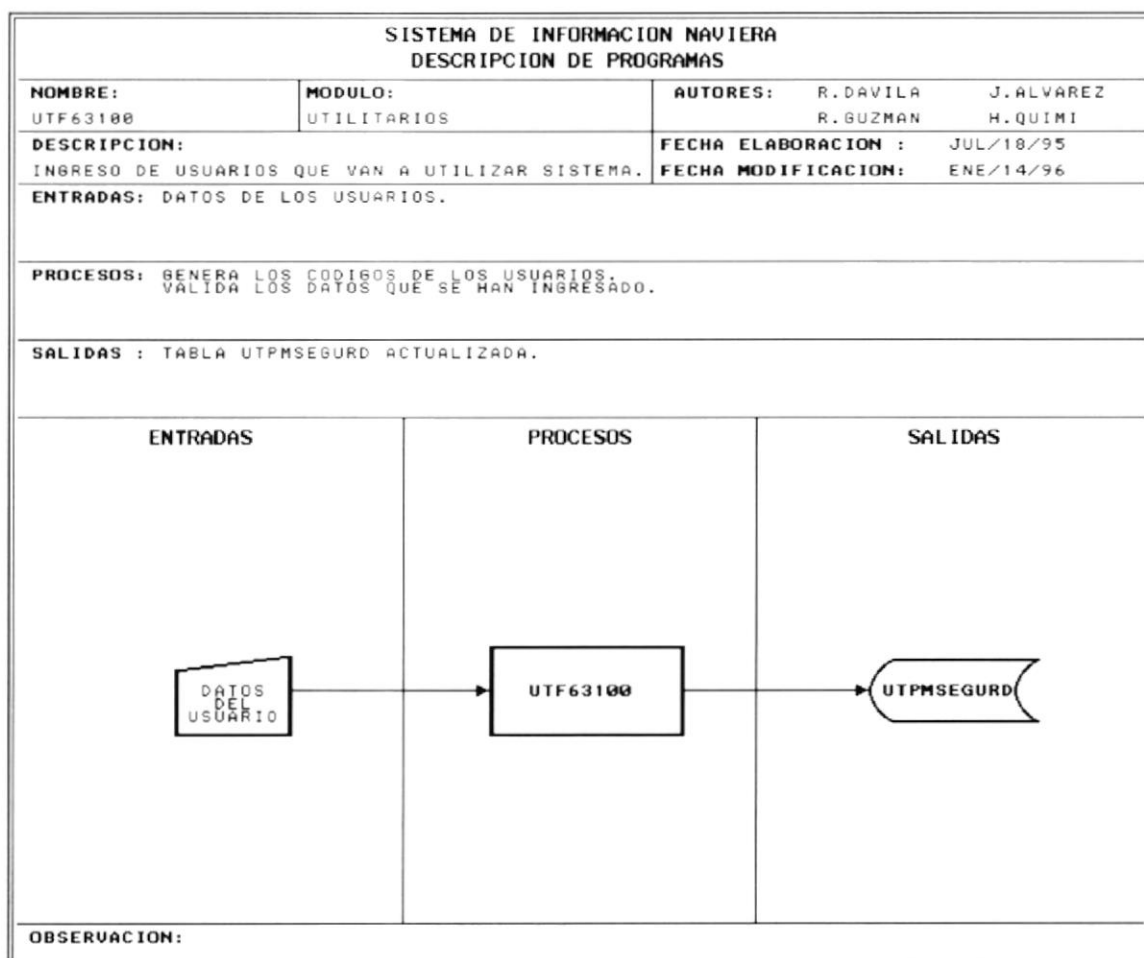 SISTEMA DE INFORMACION NAVIERA
DESCRIPCION DE PROGRAMAS
NOMBRE:
UTF63100
MODULO:
UTILITARIOS
AUTORES: R.DAVILA J.ALVAREZ
R.GUZMAN H.QUIMI
DESCRIPCION:
INGRESO DE USUARIOS QUE VAN A UTILIZAR SISTEMA.
FECHA ELABORACION : JUL/18/95
FECHA MODIFICACION: ENE/14/96
ENTRADAS: DATOS DE LOS USUARIOS.
PROCESOS: GENERA LOS CODIGOS DE LOS USUARIOS.
VALIDA LOS DATOS QUE SE HAN INGRESADO.
SALIDAS : TABLA UTPMSEGURD ACTUALIZADA.
ENTRADAS
PROCESOS
SALIDAS
DATOS
DEL
USUARIO
UTF63100
UTPMSEGURD
OBSERVACION: